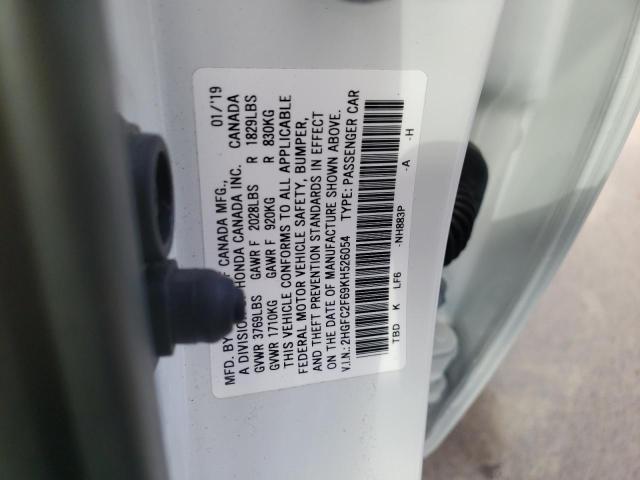 MFD. BY F CANADA MFG., 01/'19
A DIVISION HONDA CANADA INC. CANADA
GVWR 3769LBS GAWR F 2028LBS R 1829LBS
GVWR 1710KG GAWR F 920KG R 830KG
THIS VEHICLE CONFORMS TO ALL APPLICABLE
FEDERAL MOTOR VEHICLE SAFETY, BUMPER,
AND THEFT PREVENTION STANDARDS IN EFFECT
ON THE DATE OF MANUFACTURE SHOWN ABOVE.
V.I.N.: 2HGFC2F69KH526054 TYPE: PASSENGER CAR
TBD K LF6 -NH883P -A -H